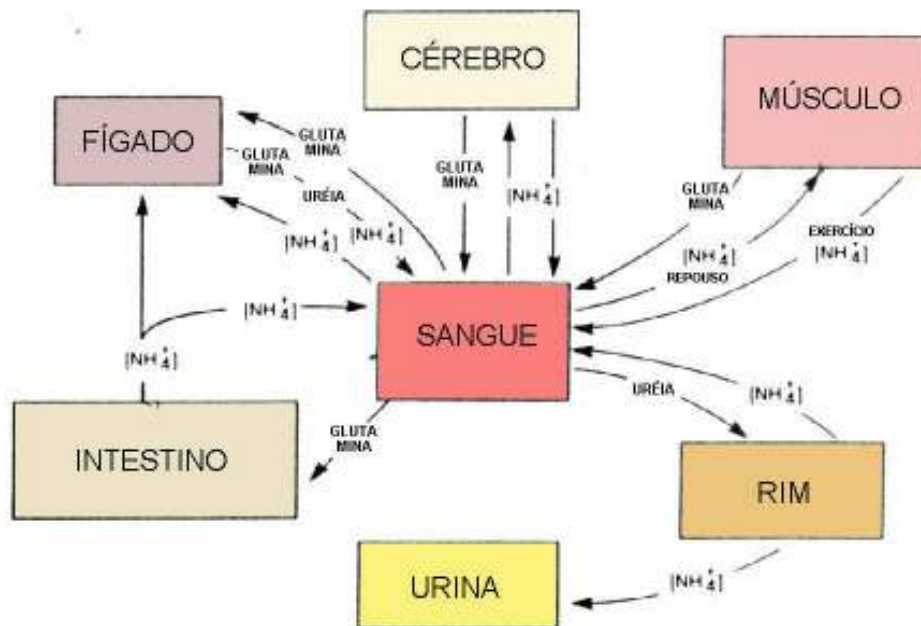 CÉREBRO
MÚSCULO
FÍGADO
GLUTA
MINA
GLUTA
MINA
URÉIA
[NH4+]
[NH4+]
GLUTA
MINA
[NH4+]
GLUTA
MINA
[NH4+]
REPOUSO
EXERCÍCIO
[NH4+]
SANGUE
[NH4+]
[NH4+]
INTESTINO
GLUTA
MINA
URÉIA
[NH4+]
RIM
URINA
[NH4+]